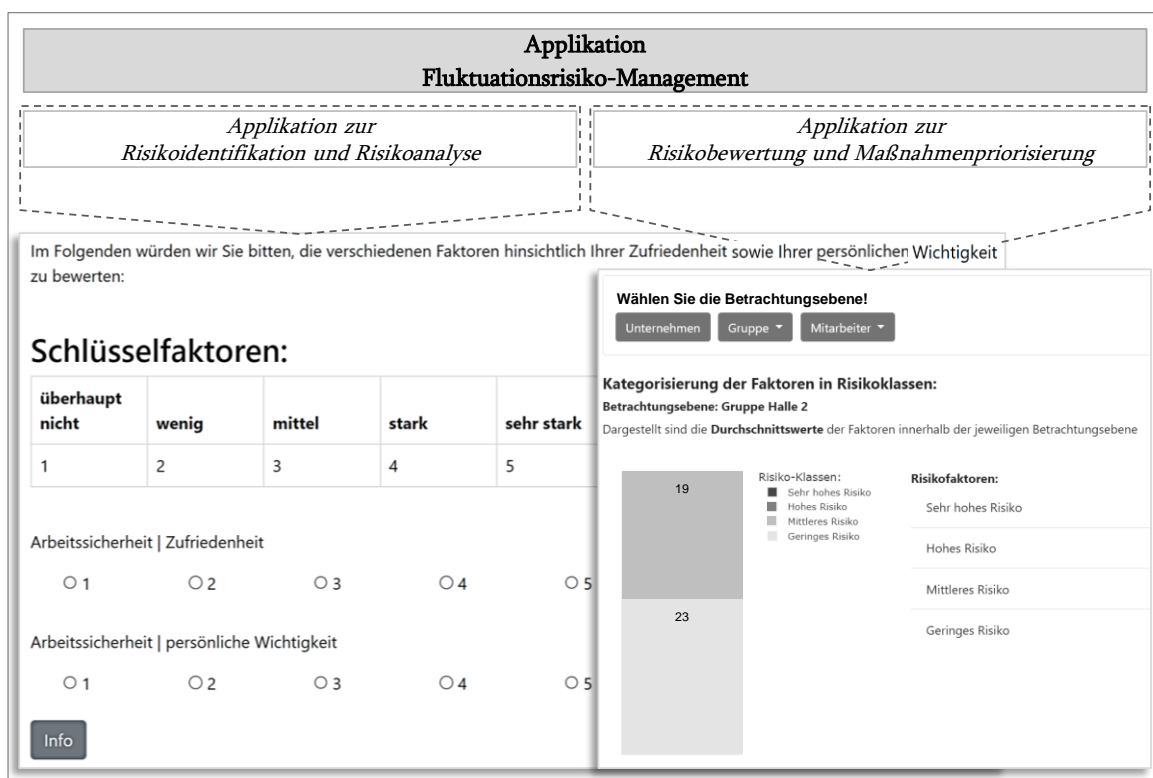 Applikation
Fluktuationsrisiko-Management
Applikation zur
Risikoidentifikation und Risikoanalyse
Applikation zur
Risikobewertung und Maßnahmenpriorisierung
Im Folgenden würden wir Sie bitten, die verschiedenen Faktoren hinsichtlich Ihrer Zufriedenheit sowie Ihrer persönlichen Wichtigkeit
zu bewerten:
Schlüsselfaktoren:
überhaupt
nicht wenig mittel stark sehr stark
1 2 3 4 5
Arbeitssicherheit | Zufriedenheit
1 2 3 4 5
Arbeitssicherheit | persönliche Wichtigkeit
1 2 3 4 5
Info
Wählen Sie die Betrachtungsebene!
Unternehmen Gruppe Mitarbeiter
Kategorisierung der Faktoren in Risikoklassen:
Betrachtungsebene: Gruppe Halle 2
Dargestellt sind die Durchschnittswerte der Faktoren innerhalb der jeweiligen Betrachtungsebene
19
23
Risiko-Klassen:
Sehr hohes Risiko
Hohes Risiko
Mittleres Risiko
Geringes Risiko
Risikofaktoren:
Sehr hohes Risiko
Hohes Risiko
Mittleres Risiko
Geringes Risiko